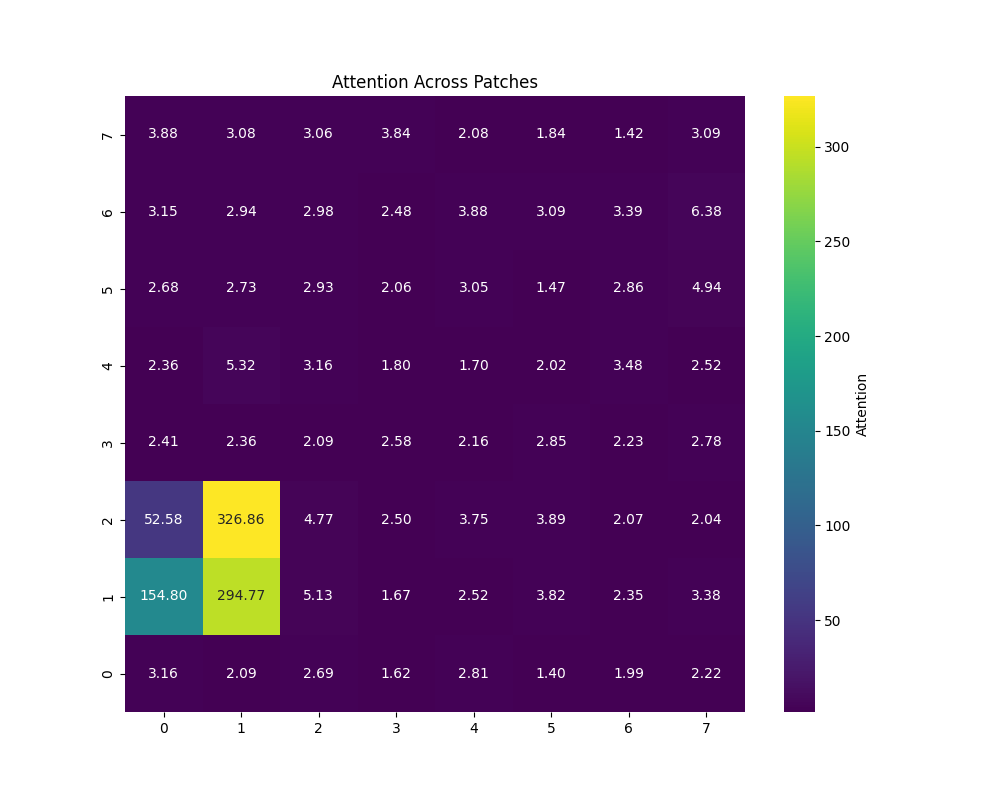 Attention Across Patches
7 3.88 3.08 3.06 3.84 2.08 1.84 1.42 3.09
6 3.15 2.94 2.98 2.48 3.88 3.09 3.39 6.38
5 2.68 2.73 2.93 2.06 3.05 1.47 2.86 4.94
4 2.36 5.32 3.16 1.80 1.70 2.02 3.48 2.52
3 2.41 2.36 2.09 2.58 2.16 2.85 2.23 2.78
2 52.58 326.86 4.77 2.50 3.75 3.89 2.07 2.04
1 154.80 294.77 5.13 1.67 2.52 3.82 2.35 3.38
0 3.16 2.09 2.69 1.62 2.81 1.40 1.99 2.22
0 1 2 3 4 5 6 7
300
250
200
150
100
50
Attention